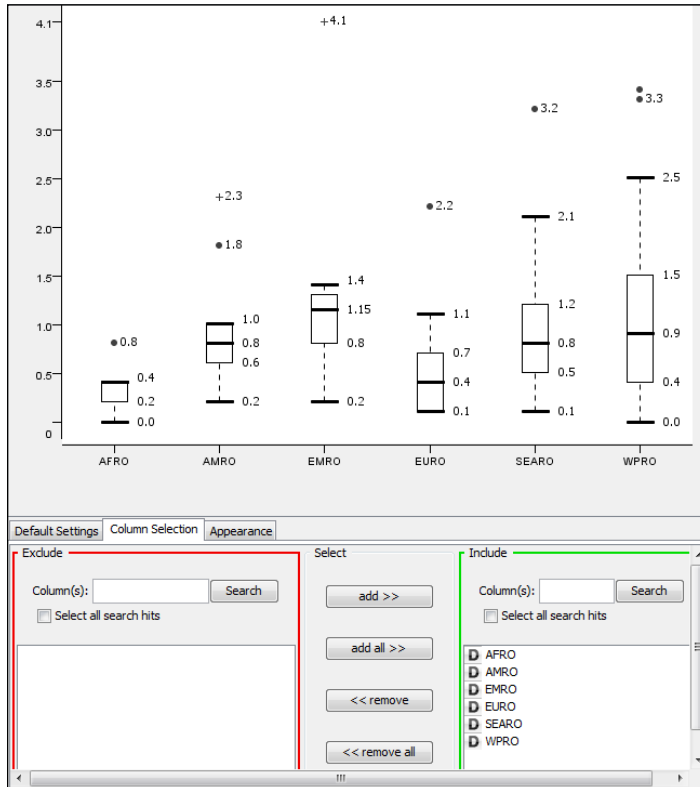 4.1
+4.1
3.5
3.3
3.2
3.0
2.5
2.5
+2.3
2.2
2.1
2.0
1.8
1.5
1.5
1.4
1.2
1.15
1.1
1.0
1.0
0.9
0.8
0.8
0.8
0.8
0.7
0.6
0.5
0.5
0.4
0.4
0.4
0.2
0.2
0.2
0.1
0.1
0.0
0.0
0
AFRO AMRO EMRO EURO SEARO WPRO
Default Settings Column Selection Appearance
Exclude
Column(s): Search
Select all search hits
Select
add >>
add all >>
<< remove
<< remove all
Include
Column(s): Search
Select all search hits
D AFRO
D AMRO
D EMRO
D EURO
D SEARO
D WPRO